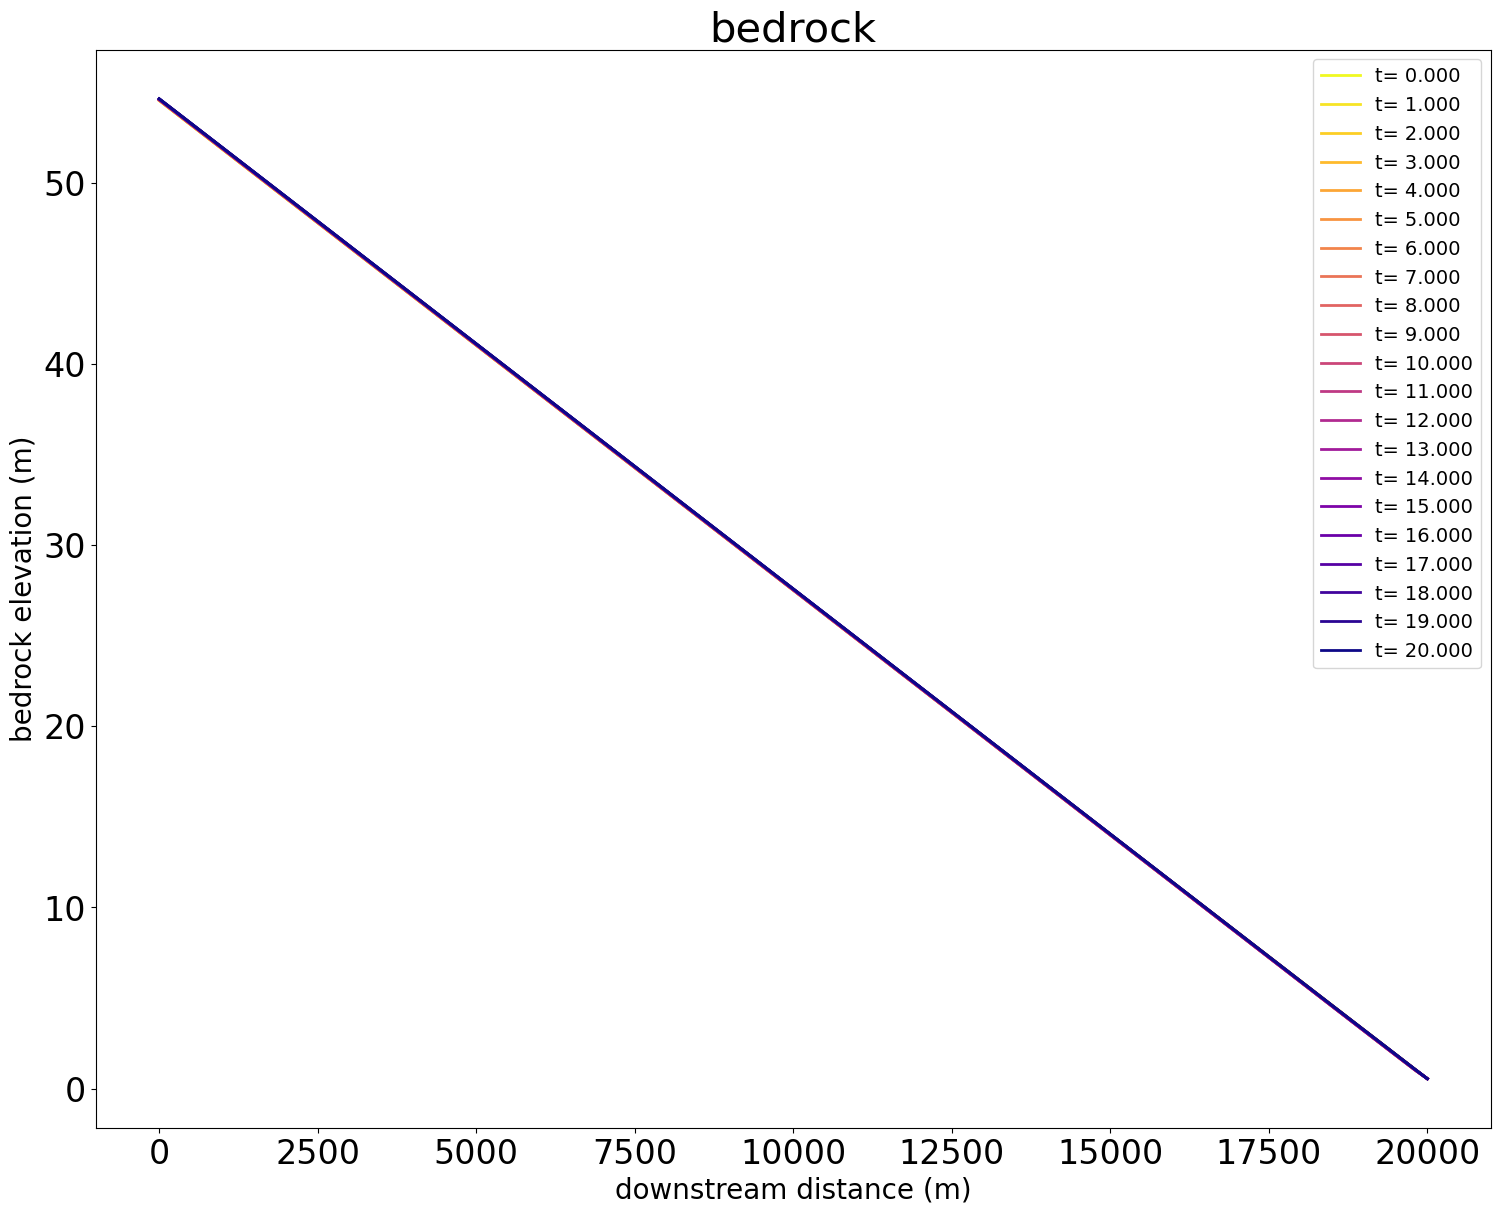 bedrock
t= 0.000
t= 1.000
t= 2.000
t= 3.000
t= 4.000
t= 5.000
t= 6.000
t= 7.000
t= 8.000
t= 9.000
t= 10.000
t= 11.000
t= 12.000
t= 13.000
t= 14.000
t= 15.000
t= 16.000
t= 17.000
t= 18.000
t= 19.000
t= 20.000
bedrock elevation (m)
50
40
30
20
10
0
0 2500 5000 7500 10000 12500 15000 17500 20000
downstream distance (m)